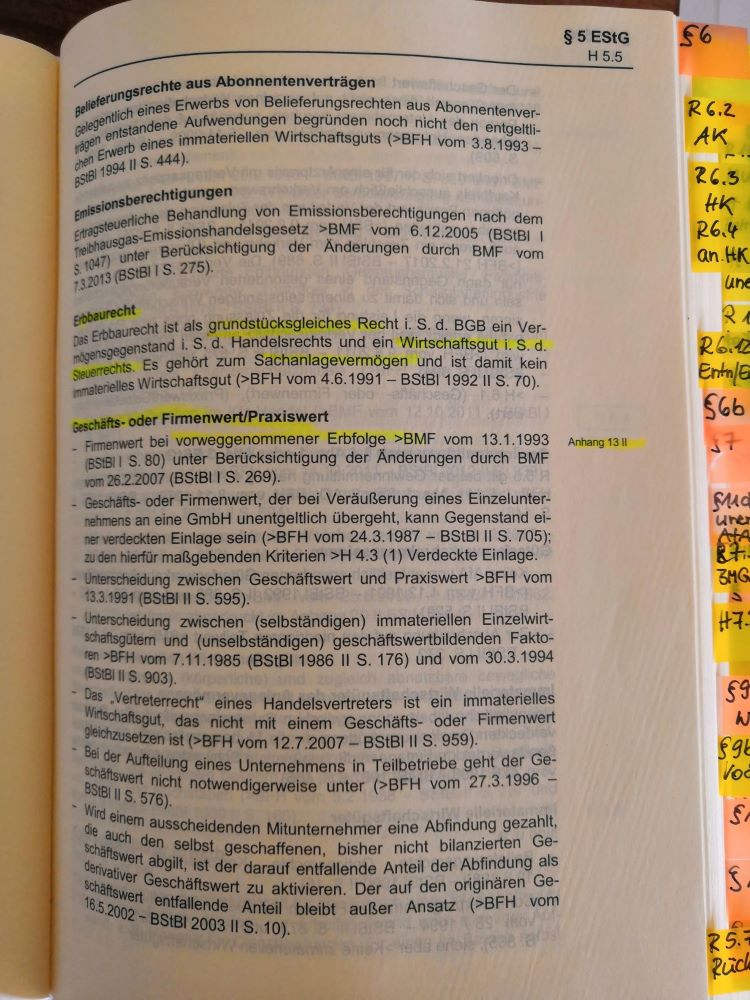 § 5 EStG
H 5.5
Belieferungsrechte aus Abonnentenverträgen
Gelegentlich eines Erwerbs von Belieferungsrechten aus Abonnentenver-
trägen entstandene Aufwendungen begründen noch nicht den entgeltli-
chen Erwerb eines immateriellen Wirtschaftsguts (>BFH vom 3.8.1993 –
BStBl 1994 II S. 444).
Emissionsberechtigungen
Ertragsteuerliche Behandlung von Emissionsberechtigungen nach dem
Treibhausgas-Emissionshandelsgesetz >BMF vom 6.12.2005 (BStBl I
S. 1047) unter Berücksichtigung der Änderungen durch BMF vom
7.3.2013 (BStBl I S. 275).
Erbbaurecht
Das Erbbaurecht ist als grundstücksgleiches Recht i. S. d. BGB ein Ver-
mögensgegenstand i. S. d. Handelsrechts und ein Wirtschaftsgut i. S. d.
Steuerrechts. Es gehört zum Sachanlagevermögen und ist damit kein
immaterielles Wirtschaftsgut (>BFH vom 4.6.1991 – BStBl 1992 II S. 70).
Geschäfts- oder Firmenwert/Praxiswert
- Firmenwert bei vorweggenommener Erbfolge >BMF vom 13.1.1993
(BStBl I S. 80) unter Berücksichtigung der Änderungen durch BMF
vom 26.2.2007 (BStBl I S. 269).
Anhang 13 II
- Geschäfts- oder Firmenwert, der bei Veräußerung eines Einzelunter-
nehmens an eine GmbH unentgeltlich übergeht, kann Gegenstand ei-
ner verdeckten Einlage sein (>BFH vom 24.3.1987 – BStBl II S. 705);
zu den hierfür maßgebenden Kriterien >H 4.3 (1) Verdeckte Einlage.
- Unterscheidung zwischen Geschäftswert und Praxiswert >BFH vom
13.3.1991 (BStBl II S. 595).
- Unterscheidung zwischen (selbständigen) immateriellen Einzelwirt-
schaftsgütern und (unselbständigen) geschäftswertbildenden Fakto-
ren >BFH vom 7.11.1985 (BStBl 1986 II S. 176) und vom 30.3.1994
(BStBl II S. 903).
- Das „Vertreterrecht" eines Handelsvertreters ist ein immaterielles
Wirtschaftsgut, das nicht mit einem Geschäfts- oder Firmenwert
gleichzusetzen ist (>BFH vom 12.7.2007 – BStBl II S. 959).
- Bei der Aufteilung eines Unternehmens in Teilbetriebe geht der Ge-
schäftswert nicht notwendigerweise unter (>BFH vom 27.3.1996 –
BStBl II S. 576).
- Wird einem ausscheidenden Mitunternehmer eine Abfindung gezahlt,
die auch den selbst geschaffenen, bisher nicht bilanzierten Ge-
schäftswert abgilt, ist der darauf entfallende Anteil der Abfindung als
derivativer Geschäftswert zu aktivieren. Der auf den originären Ge-
schäftswert entfallende Anteil bleibt außer Ansatz (>BFH vom
16.5.2002 – BStBl 2003 II S. 10).
§6
R 6.2
AK
R 6.3
HK
R 6.4
an. HK
R 6.12
Entn/E
§6b
§7
3MG
H7.
§9
§9b
R 5.7
Rück